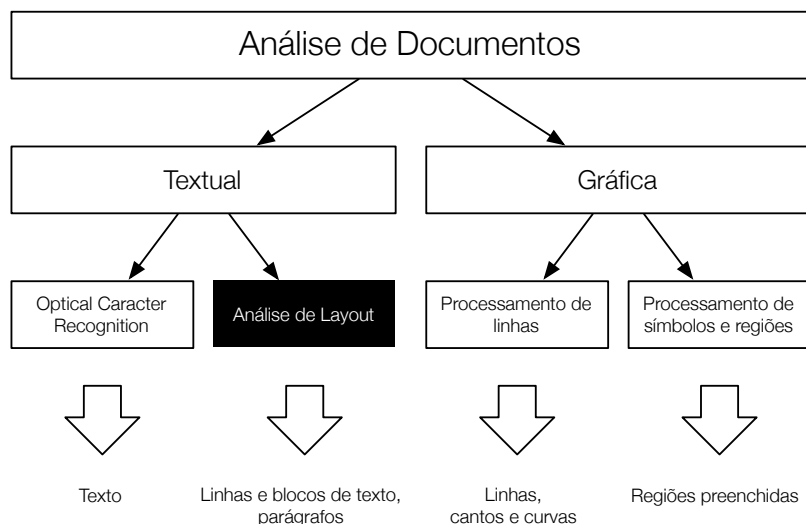 Análise de Documentos
Textual
Gráfica
Optical Caracter
Recognition
Análise de Layout
Processamento de
linhas
Processamento de
símbolos e regiões
Texto
Linhas e blocos de texto,
parágrafos
Linhas,
cantos e curvas
Regiões preenchidas